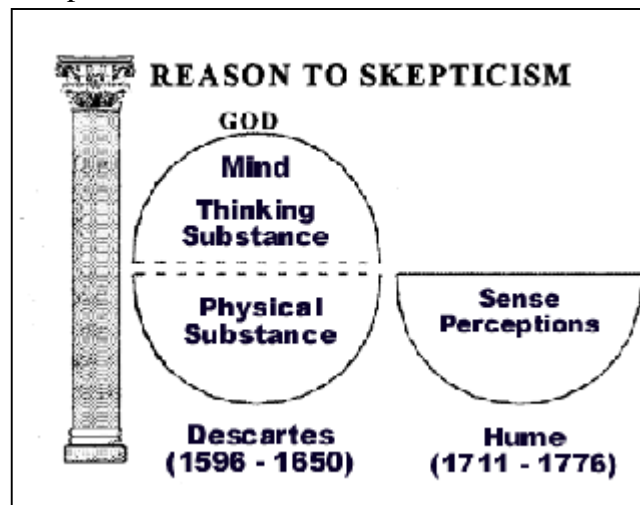 REASON TO SKEPTICISM
GOD
Mind
Thinking
Substance
Physical
Substance
Descartes
(1596 - 1650)
Sense
Perceptions
Hume
(1711 - 1776)